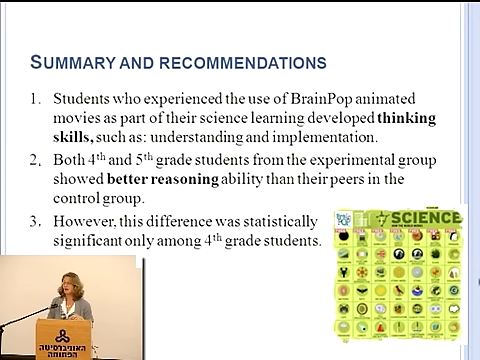 SUMMARY AND RECOMMENDATIONS
1. Students who experienced the use of BrainPop animated
movies as part of their science learning developed thinking
skills, such as: understanding and implementation.
2. Both 4th and 5th grade students from the experimental group
showed better reasoning ability than their peers in the
control group.
3. However, this difference was statistically
significant only among 4th grade students.
SCIENCE
האוניברסיטה
הפתוחה